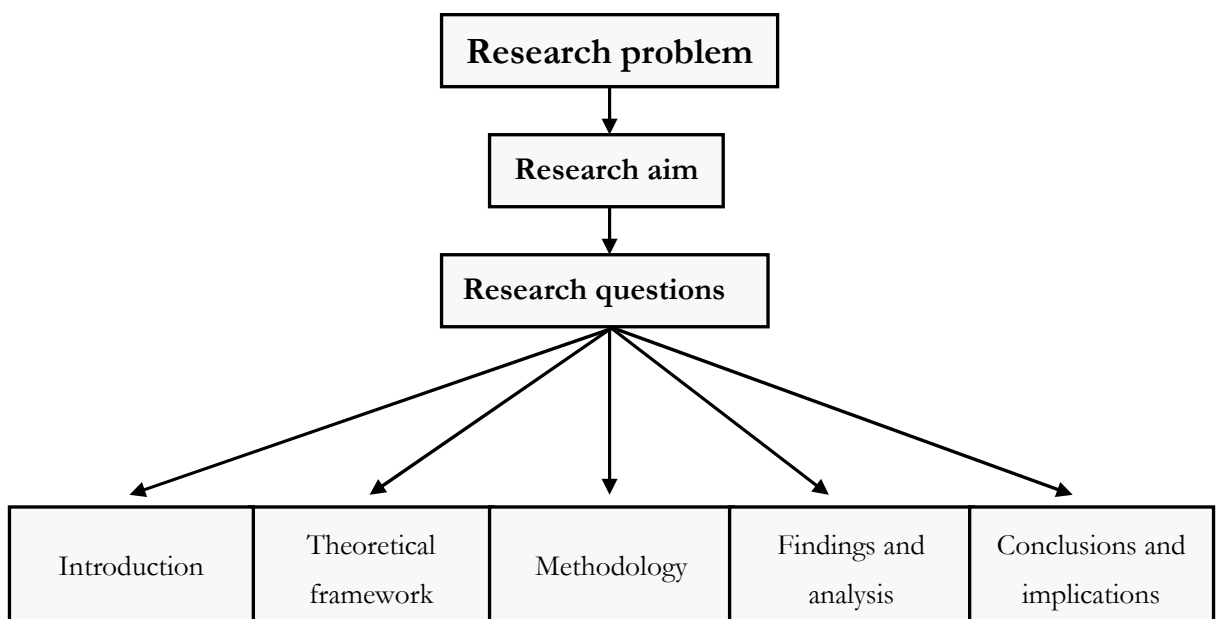 Research problem
Research aim
Research questions
Introduction
Theoretical
framework
Methodology
Findings and
analysis
Conclusions and
implications